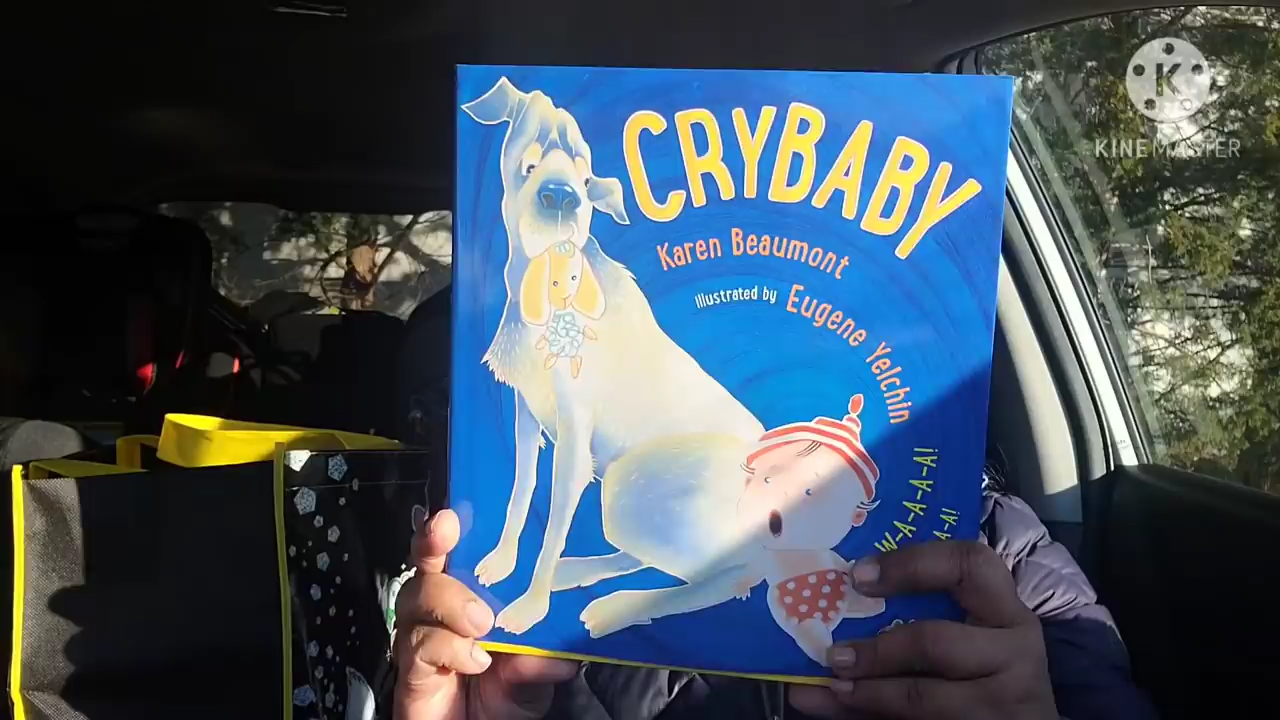 CRYBABY
Karen Beaumont
Illustrated by Eugene Yelchin
W-A-A-A-A!
A-A!
K
KINEMASTER